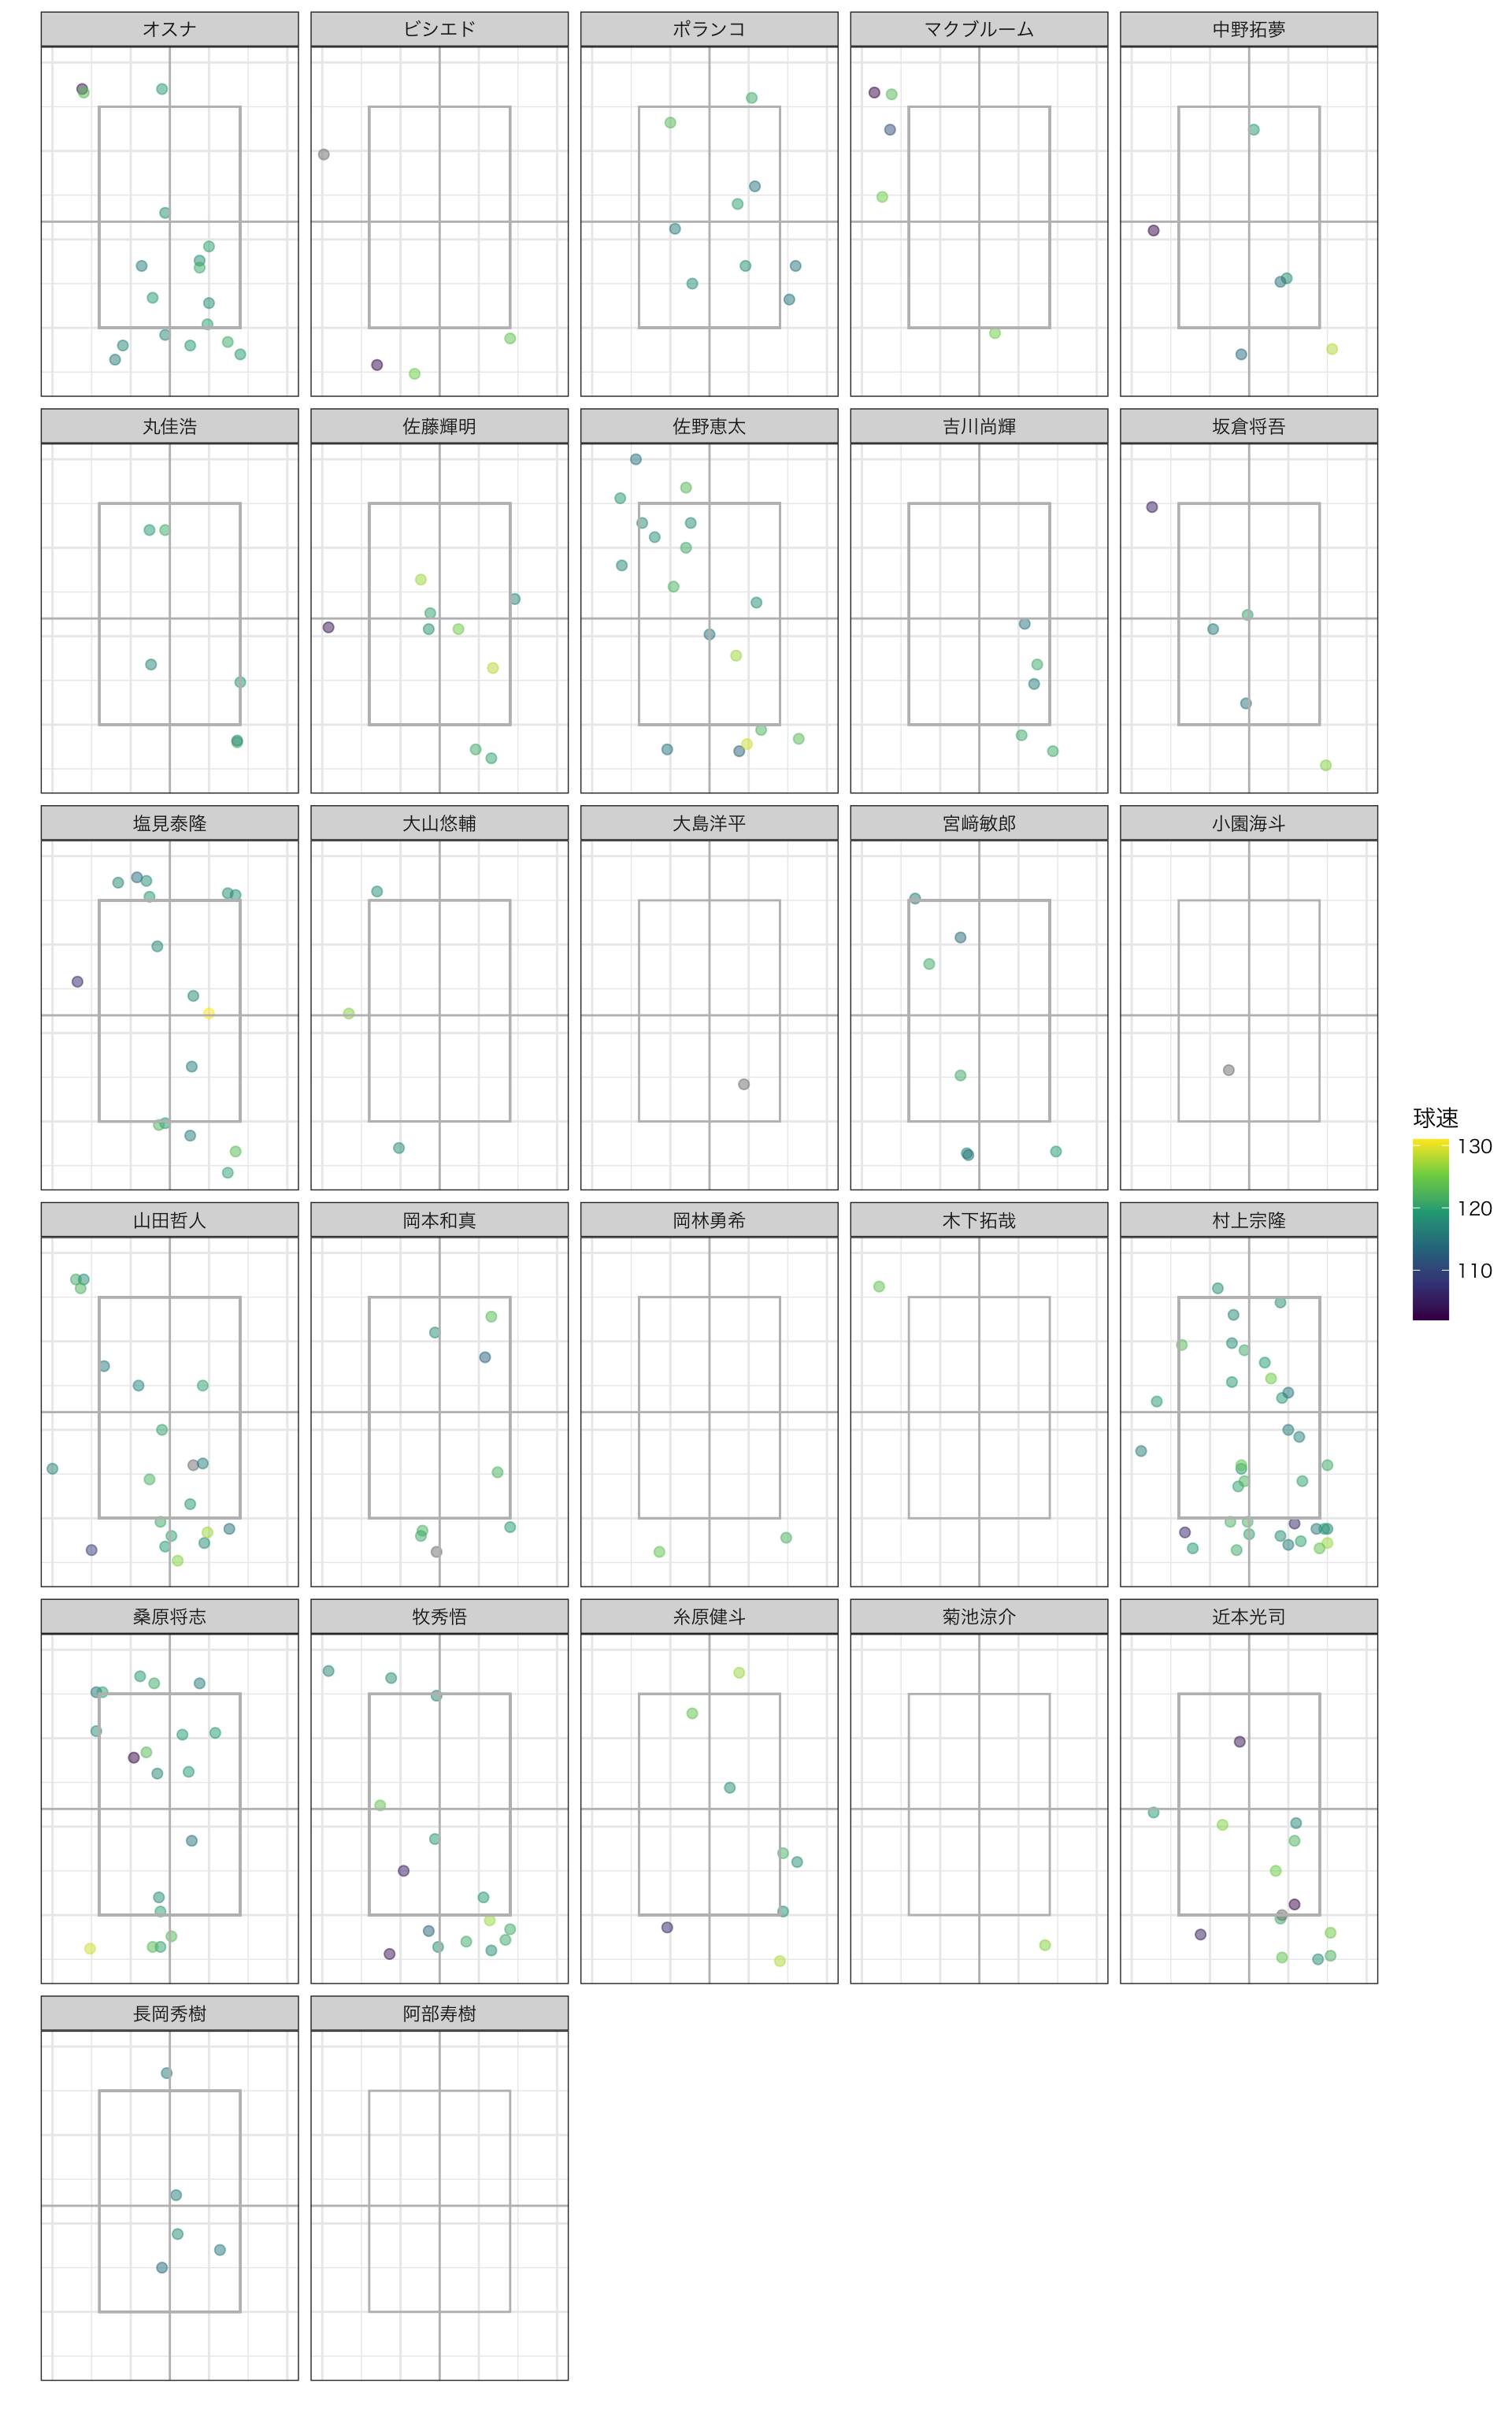 オスナ
ビシエド
ポランコ
マクブルーム
中野拓夢
丸佳浩
佐藤輝明
佐野恵太
吉川尚輝
坂倉将吾
塩見泰隆
大山悠輔
大島洋平
宮﨑敏郎
小園海斗
山田哲人
岡本和真
岡林勇希
木下拓哉
村上宗隆
桑原将志
牧秀悟
糸原健斗
菊池涼介
近本光司
長岡秀樹
阿部寿樹
球速
130
120
110